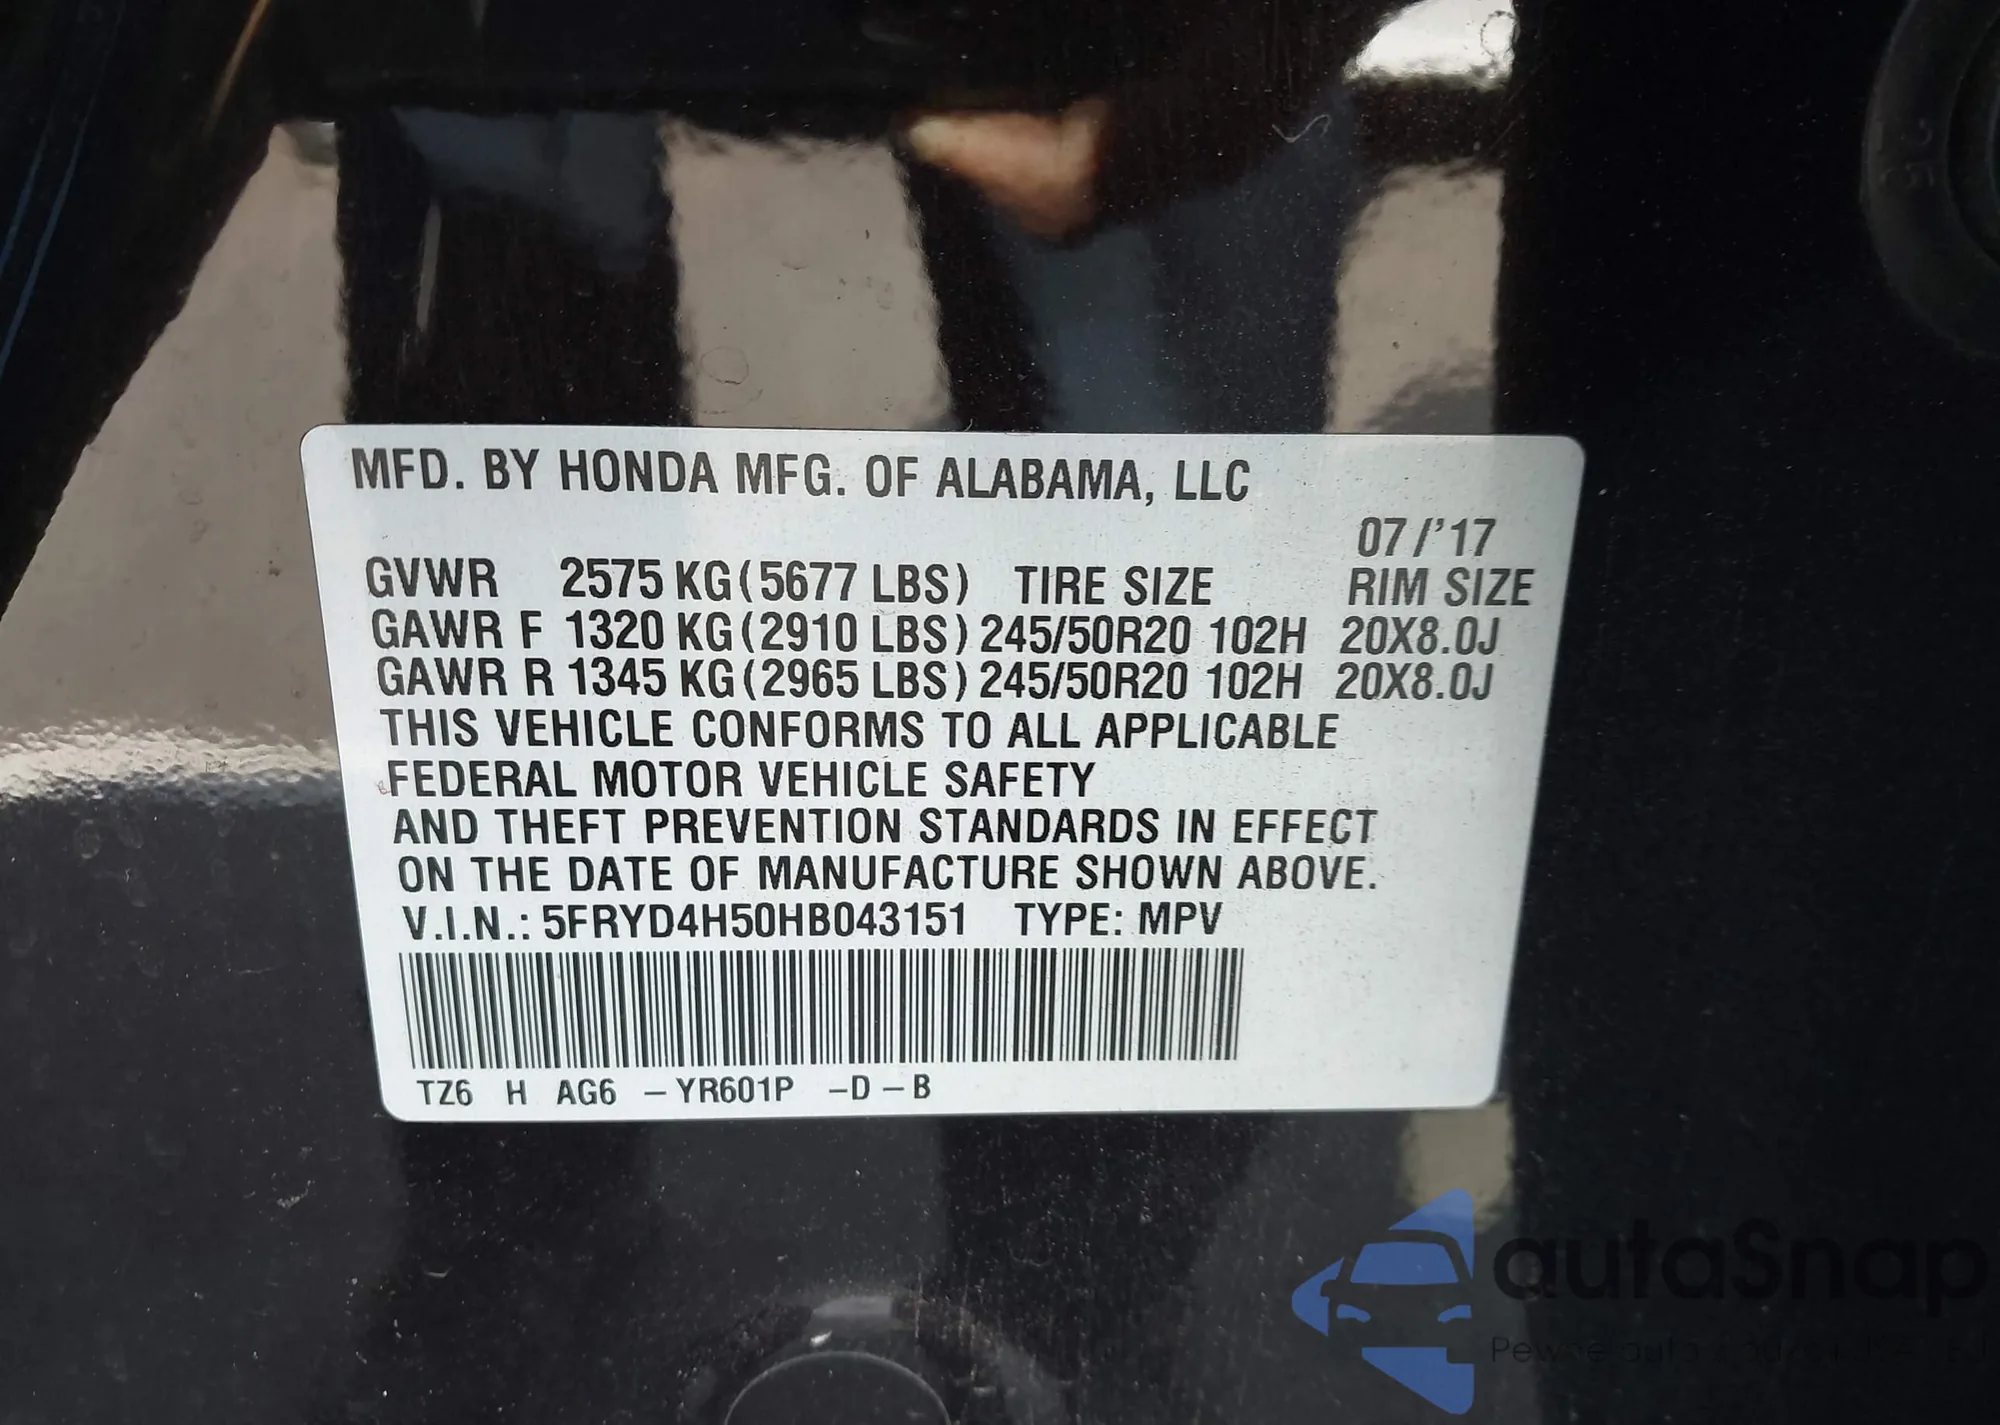 MFD. BY HONDA MFG. OF ALABAMA, LLC
07/'17
GVWR 2575 KG (5677 LBS) TIRE SIZE RIM SIZE
GAWR F 1320 KG (2910 LBS) 245/50R20 102H 20X8.0J
GAWR R 1345 KG (2965 LBS) 245/50R20 102H 20X8.0J
THIS VEHICLE CONFORMS TO ALL APPLICABLE
FEDERAL MOTOR VEHICLE SAFETY
AND THEFT PREVENTION STANDARDS IN EFFECT
ON THE DATE OF MANUFACTURE SHOWN ABOVE.
V.I.N.: 5FRYD4H50HB043151 TYPE: MPV
TZ6 H AG6 – YR601P -D – B
autaSnap
Pewne auta